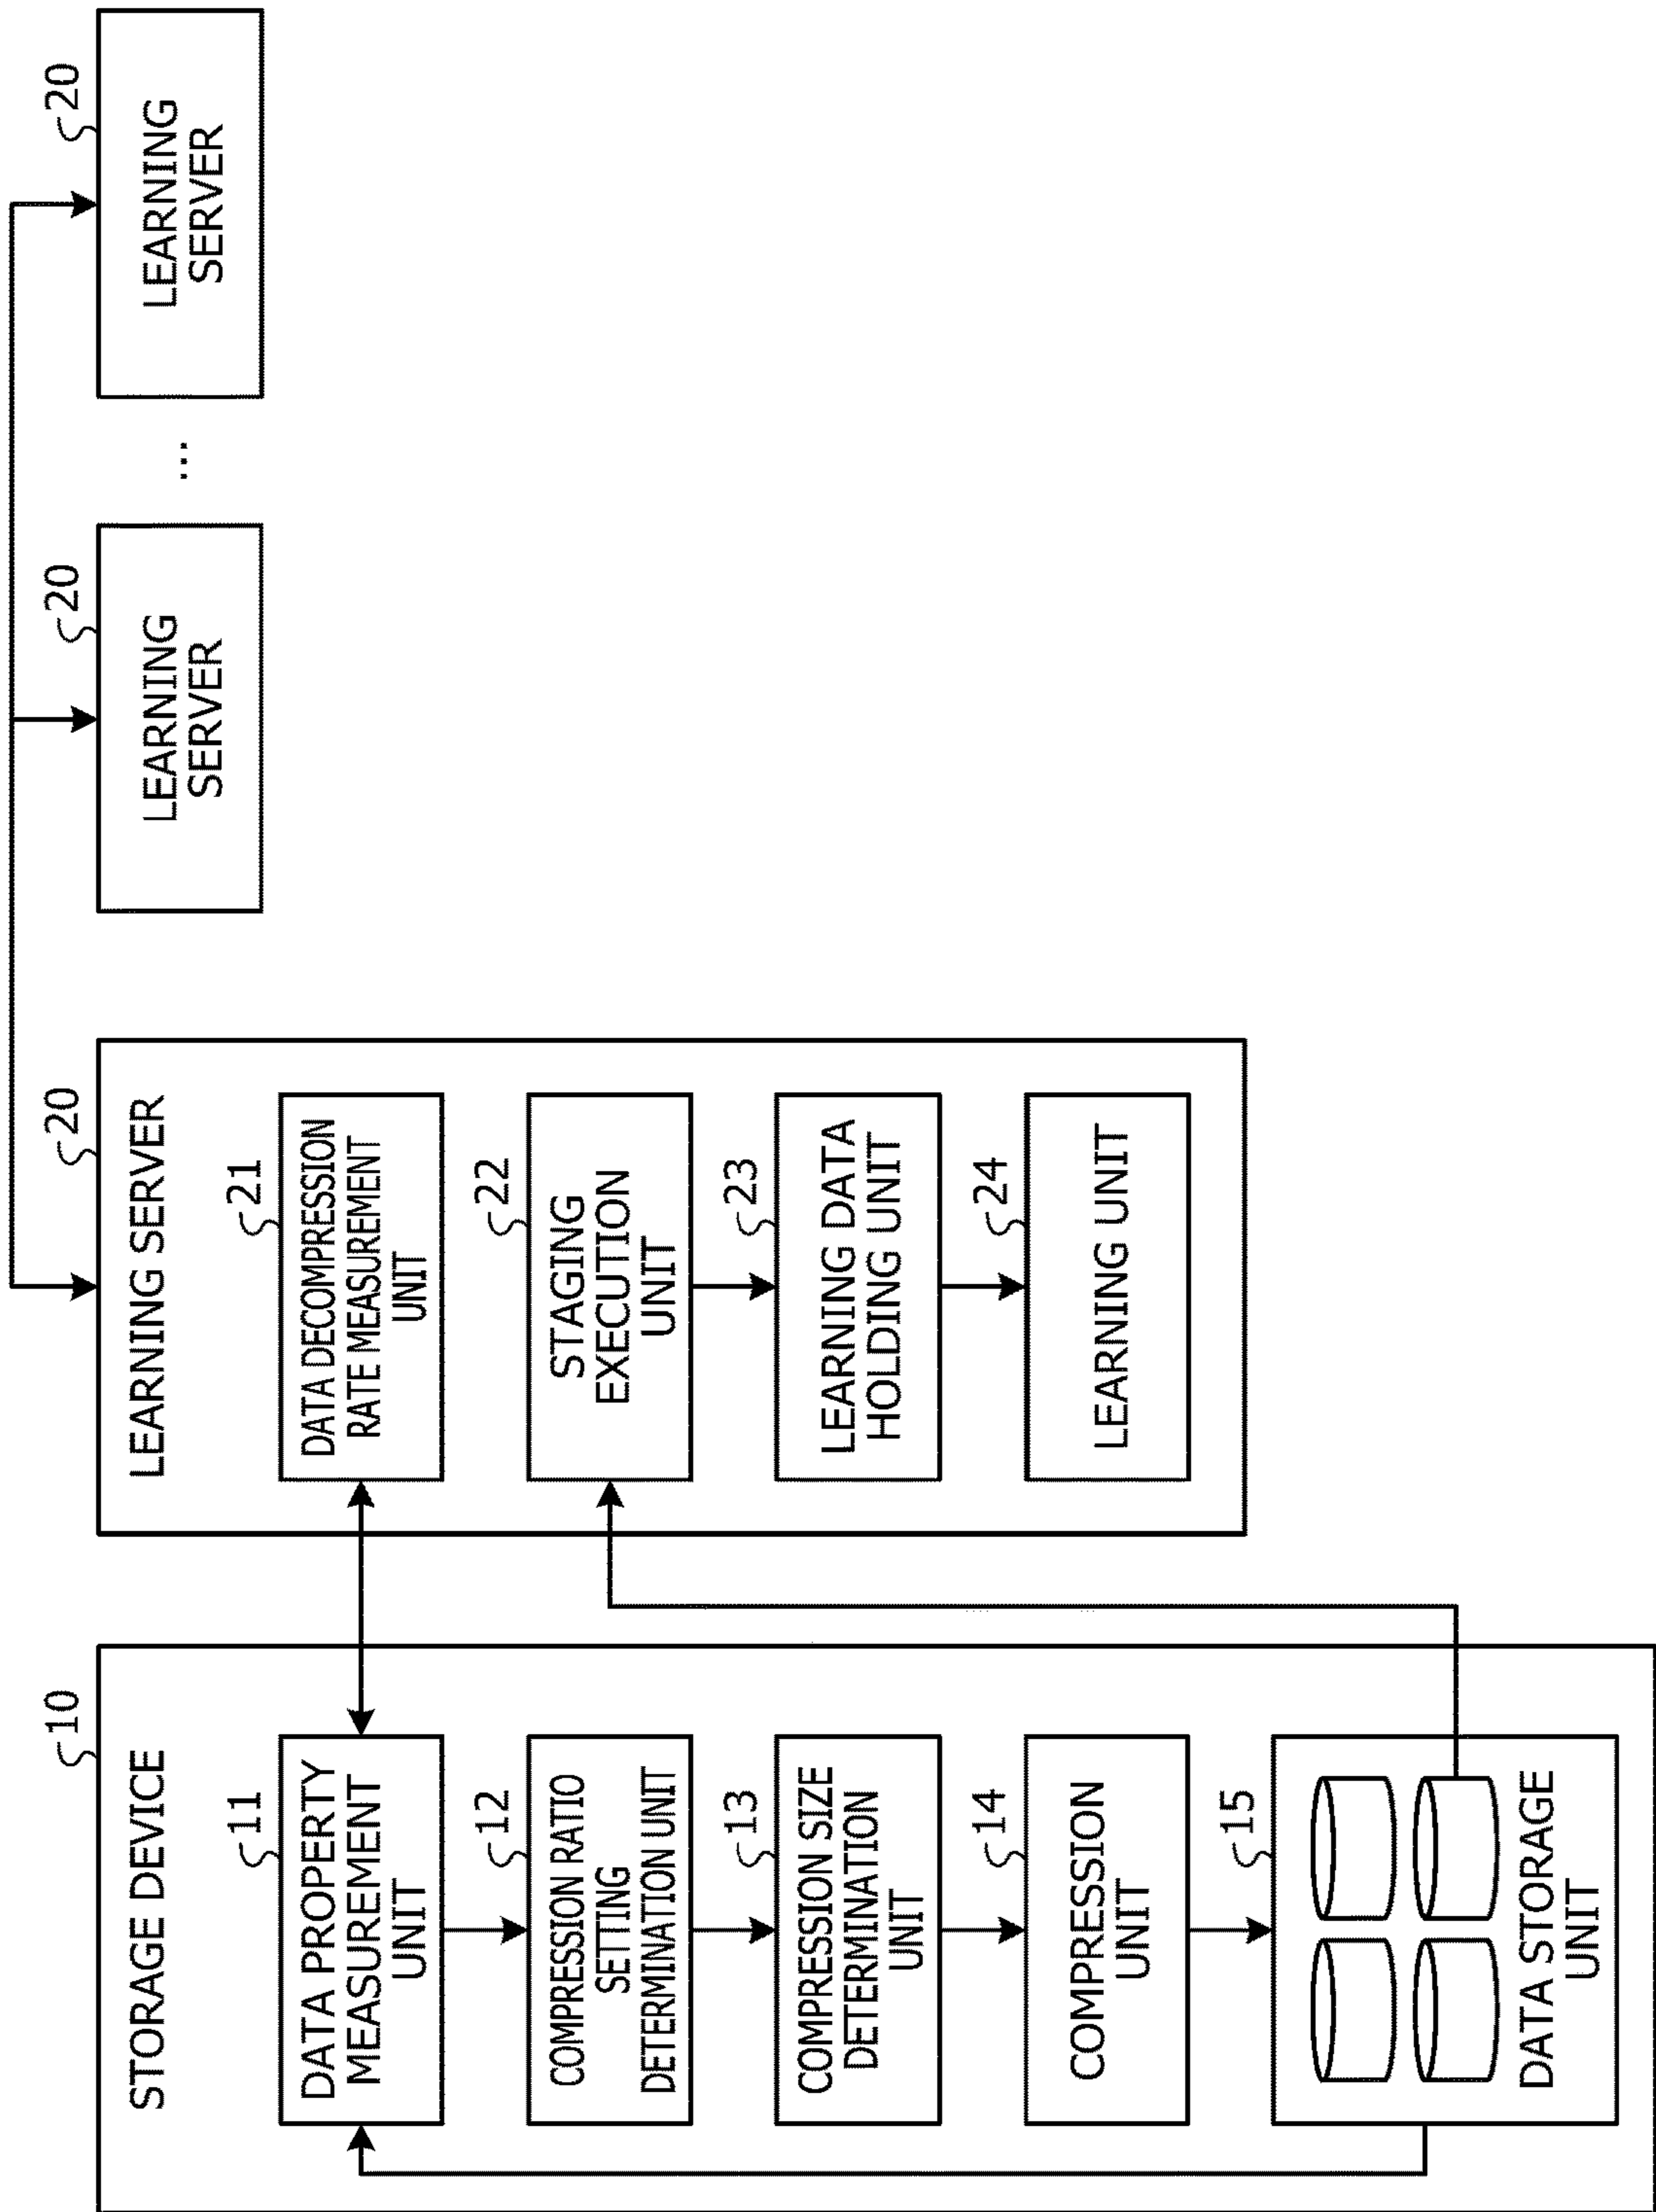 10
STORAGE DEVICE
11
DATA PROPERTY
MEASUREMENT
UNIT
12
COMPRESSION RATIO
SETTING
DETERMINATION UNIT
13
COMPRESSION SIZE
DETERMINATION
UNIT
14
COMPRESSION
UNIT
15
DATA STORAGE
UNIT
20
LEARNING SERVER
21
DATA DECOMPRESSION
RATE MEASUREMENT
UNIT
22
STAGING
EXECUTION
UNIT
23
LEARNING DATA
HOLDING UNIT
24
LEARNING UNIT
20
LEARNING
SERVER
...
20
LEARNING
SERVER